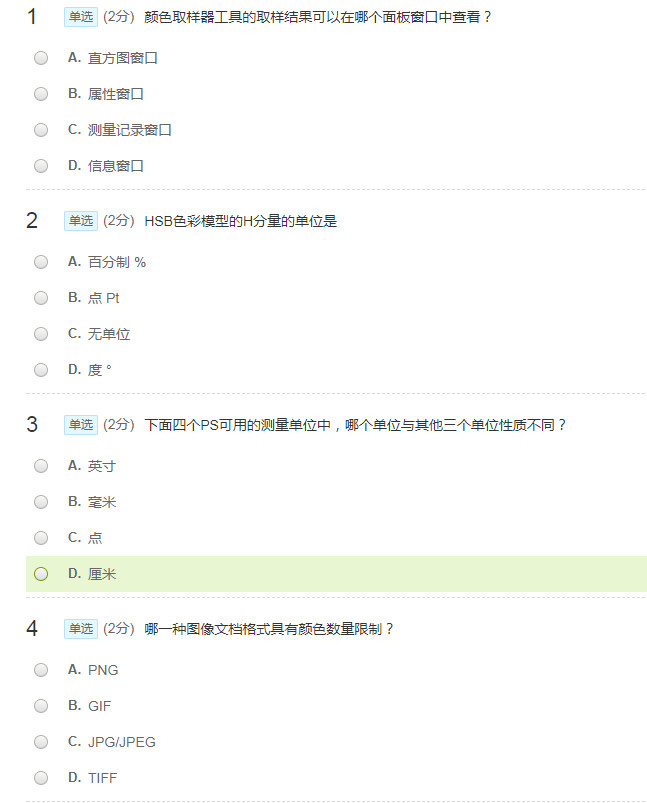 1 单选 (2分) 颜色取样器工具的取样结果可以在哪个面板窗口中查看？
A. 直方图窗口
B. 属性窗口
C. 测量记录窗口
D. 信息窗口
2 单选 (2分) HSB色彩模型的H分量的单位是
A. 百分制 %
B. 点 Pt
C. 无单位
D. 度 °
3 单选 (2分) 下面四个PS可用的测量单位中，哪个单位与其他三个单位性质不同？
A. 英寸
B. 毫米
C. 点
D. 厘米
4 单选 (2分) 哪一种图像文档格式具有颜色数量限制？
A. PNG
B. GIF
C. JPG/JPEG
D. TIFF